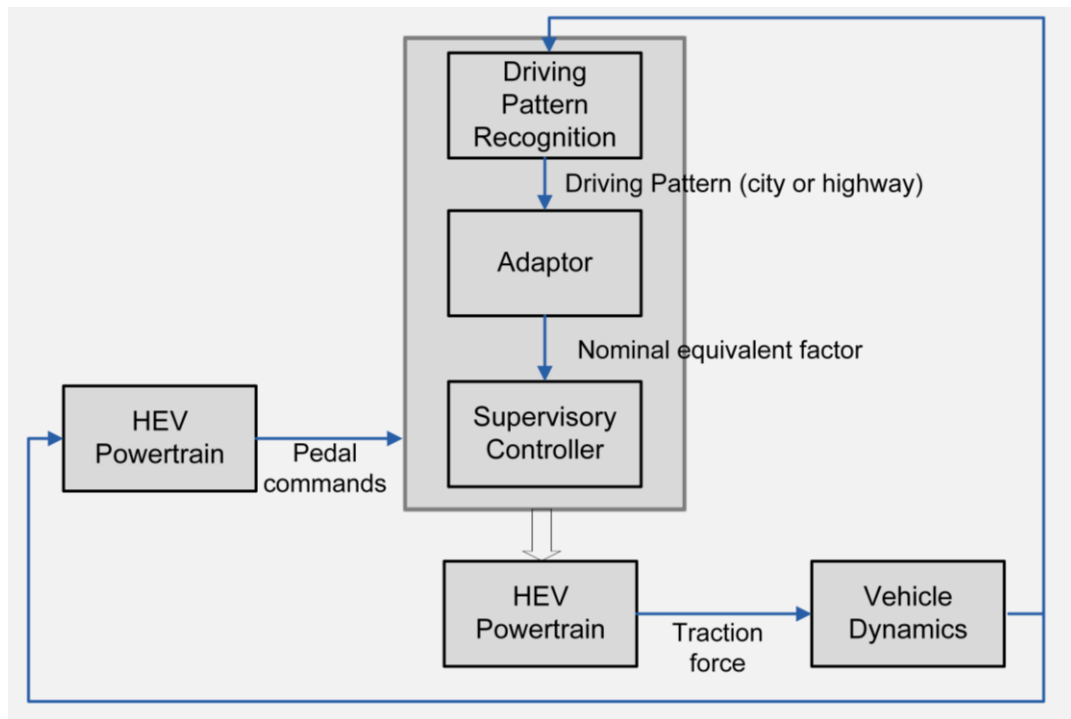 Driving
Pattern
Recognition
Driving Pattern (city or highway)
Adaptor
Nominal equivalent factor
Supervisory
Controller
HEV
Powertrain
Pedal
commands
HEV
Powertrain
Traction
force
Vehicle
Dynamics